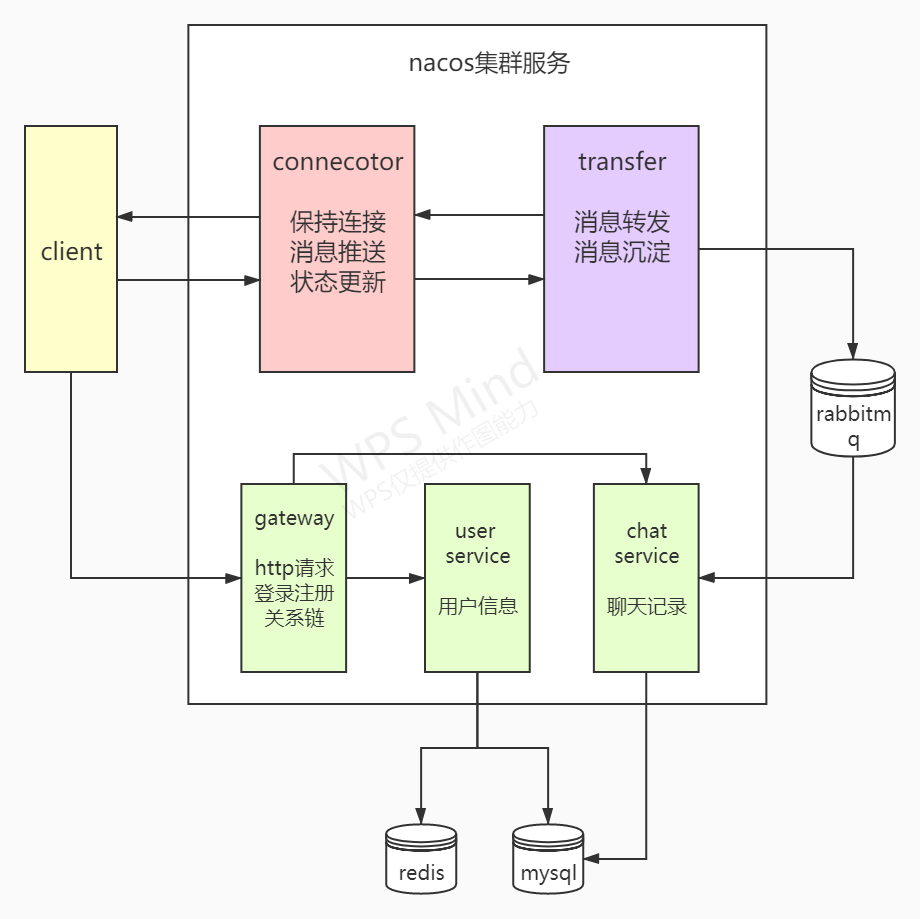 nacos集群服务
client
connecotor
保持连接
消息推送
状态更新
transfer
消息转发
消息沉淀
rabbitm
q
WPS Mind
WPS仅提供作图能力
gateway
http请求
登录注册
关系链
user
service
用户信息
chat
service
聊天记录
redis
mysql